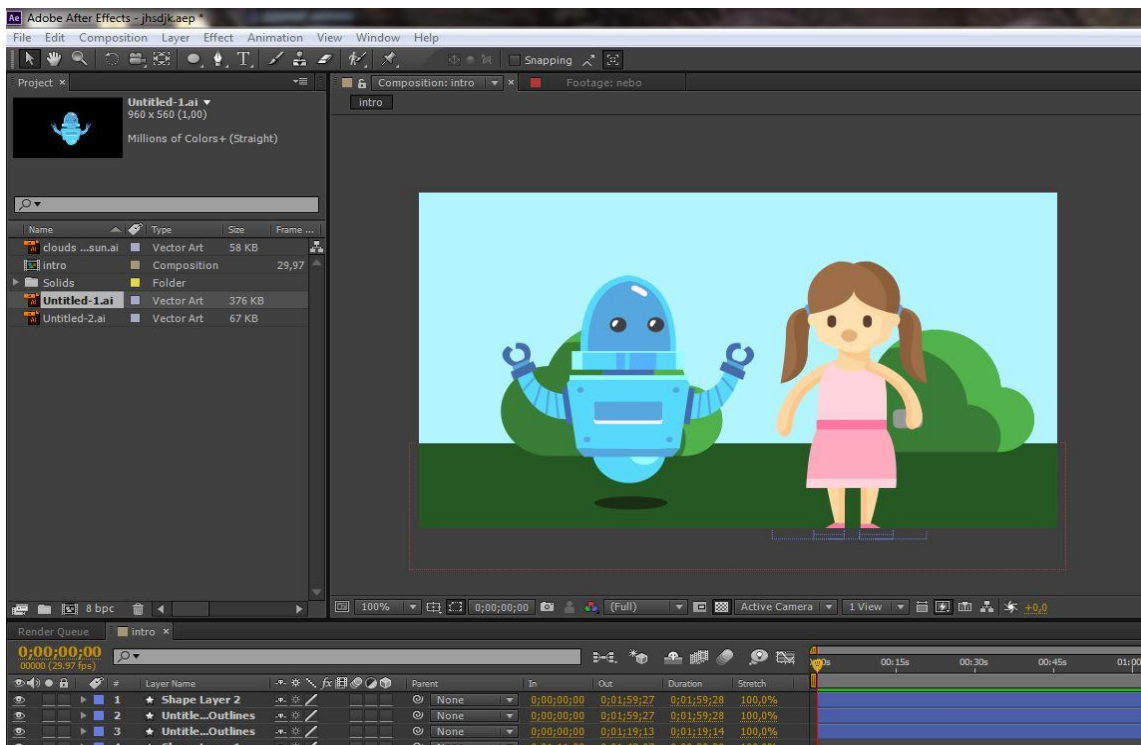 Ae Adobe After Effects - jhsdjk.aep *
File Edit Composition Layer Effect Animation View Window Help
T Snapping
Project × Composition: intro × Footage: nebo
Untitled-1.ai
960 x 560 (1,00)
Millions of Colors+ (Straight)
intro
Name Type Size Frame ...
clouds ...sun.ai Vector Art 58 KB
intro Composition 29,97
Solids Folder
Untitled-1.ai Vector Art 376 KB
Untitled-2.ai Vector Art 67 KB
8 bpc 100% 0;00;00;00 (Full) Active Camera 1 View +0,0
Render Queue intro ×
0;00;00;00
00000 (29.97 fps)
# Layer Name fx Parent In Out Duration Stretch 00:15s 00:30s 00:45s
1 Shape Layer 2 None 0;00;00;00 0;01;59;27 0;01;59;28 100,0%
2 Untitle...Outlines None 0;00;00;00 0;01;59;27 0;01;59;28 100,0%
3 Untitle...Outlines None 0;00;00;00 0;01;19;13 0;01;19;14 100,0%